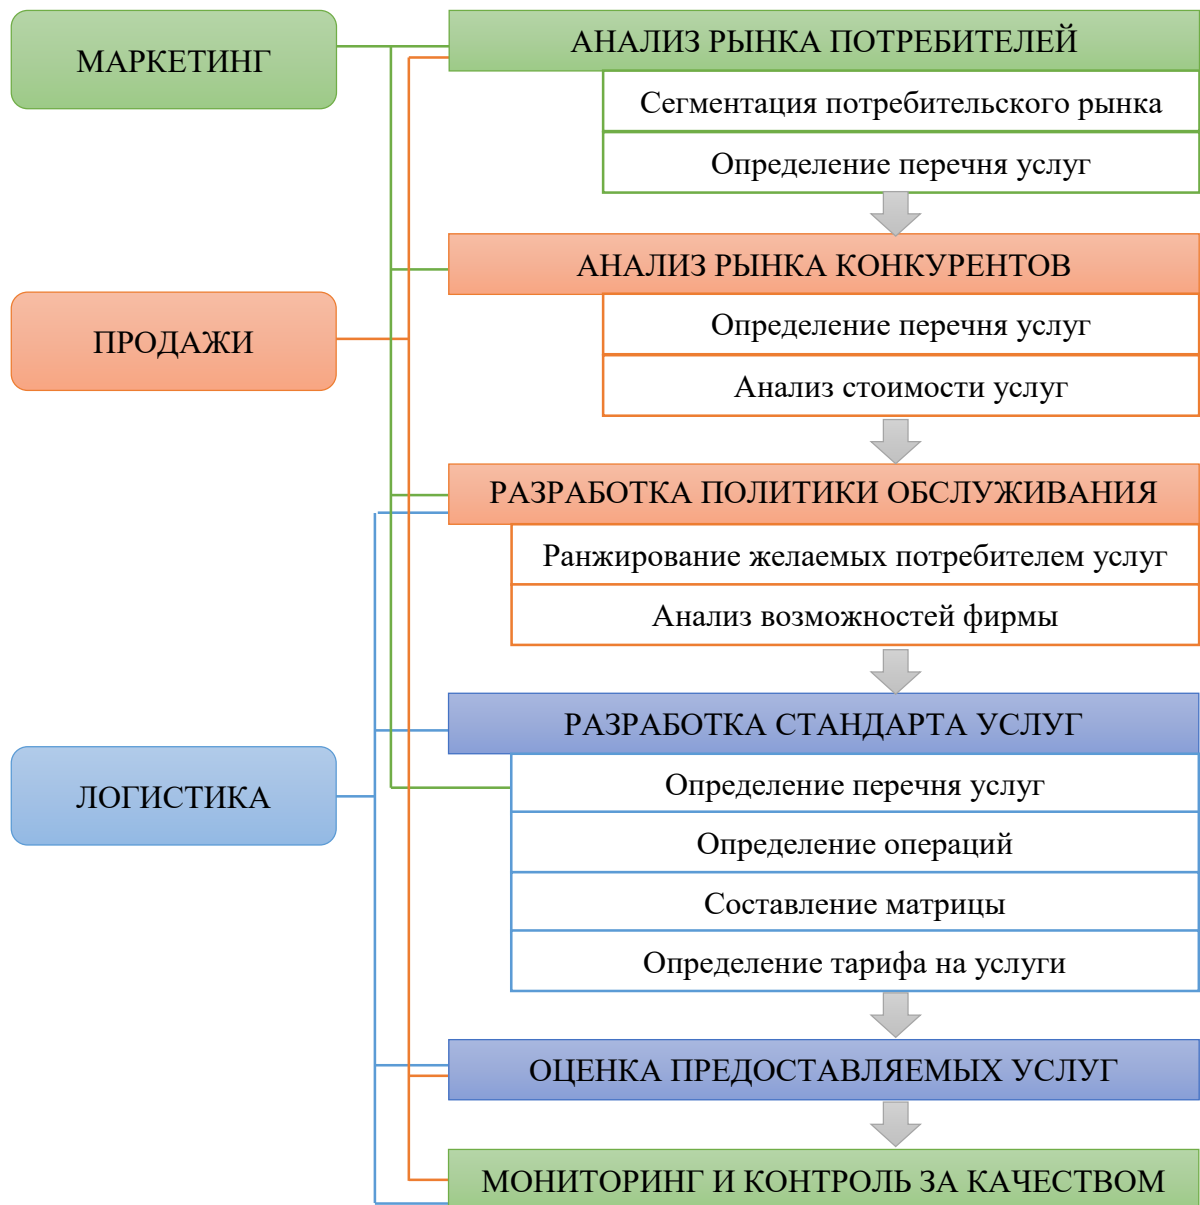 МАРКЕТИНГ
АНАЛИЗ РЫНКА ПОТРЕБИТЕЛЕЙ
Сегментация потребительского рынка
Определение перечня услуг
АНАЛИЗ РЫНКА КОНКУРЕНТОВ
ПРОДАЖИ
Определение перечня услуг
Анализ стоимости услуг
РАЗРАБОТКА ПОЛИТИКИ ОБСЛУЖИВАНИЯ
Ранжирование желаемых потребителем услуг
Анализ возможностей фирмы
РАЗРАБОТКА СТАНДАРТА УСЛУГ
ЛОГИСТИКА
Определение перечня услуг
Определение операций
Составление матрицы
Определение тарифа на услуги
ОЦЕНКА ПРЕДОСТАВЛЯЕМЫХ УСЛУГ
МОНИТОРИНГ И КОНТРОЛЬ ЗА КАЧЕСТВОМ